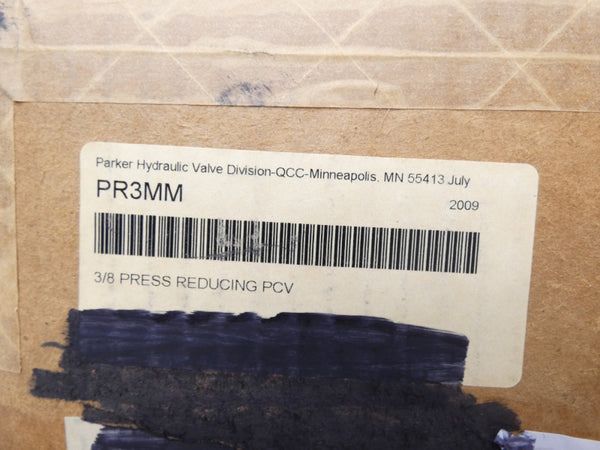 Parker Hydraulic Valve Division-QCC-Minneapolis, MN 55413 July
2009
PR3MM
3/8 PRESS REDUCING PCV